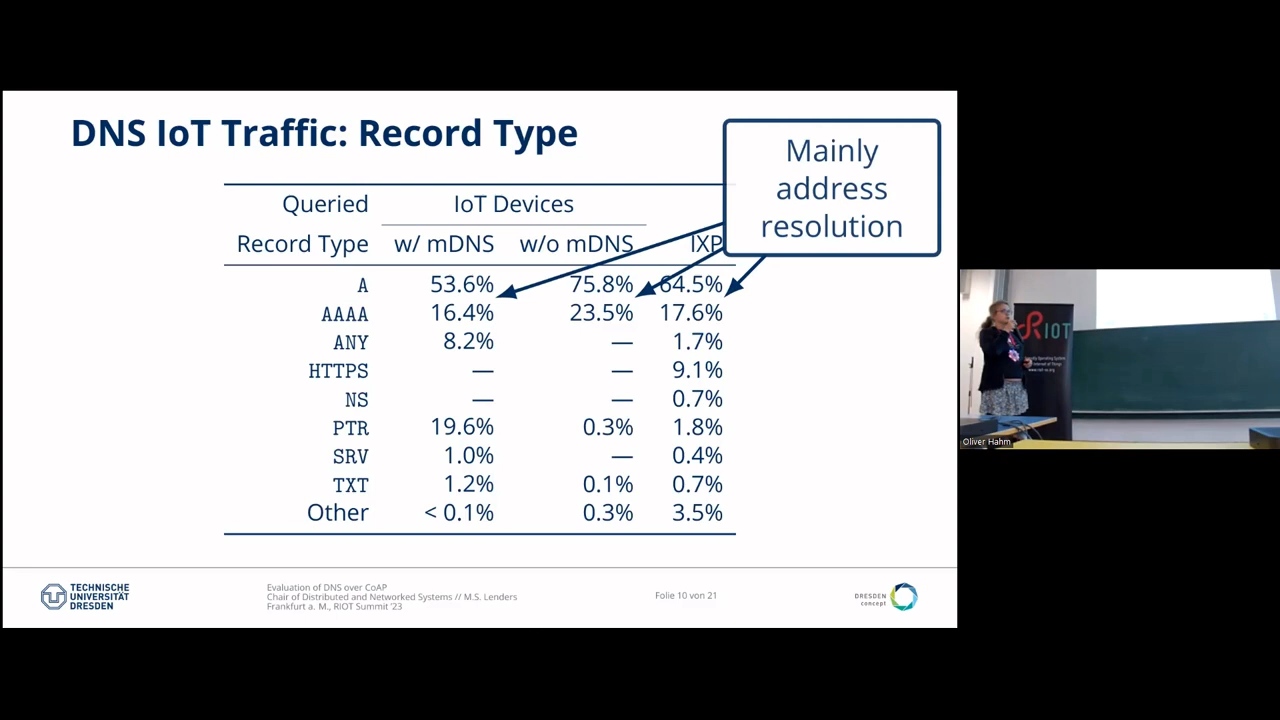 DNS IoT Traffic: Record Type
Mainly
address
resolution
Queried IoT Devices
Record Type w/ mDNS w/o mDNS IXP
A 53.6% 75.8% 64.5%
AAAA 16.4% 23.5% 17.6%
ANY 8.2% — 1.7%
HTTPS — — 9.1%
NS — — 0.7%
PTR 19.6% 0.3% 1.8%
SRV 1.0% — 0.4%
TXT 1.2% 0.1% 0.7%
Other < 0.1% 0.3% 3.5%
TECHNISCHE
UNIVERSITÄT
DRESDEN
Evaluation of DNS over CoAP
Chair of Distributed and Networked Systems // M.S. Lenders
Frankfurt a. M., RIOT Summit '23
Folie 10 von 21
DRESDEN
concept
RIOT
Oliver Hahm